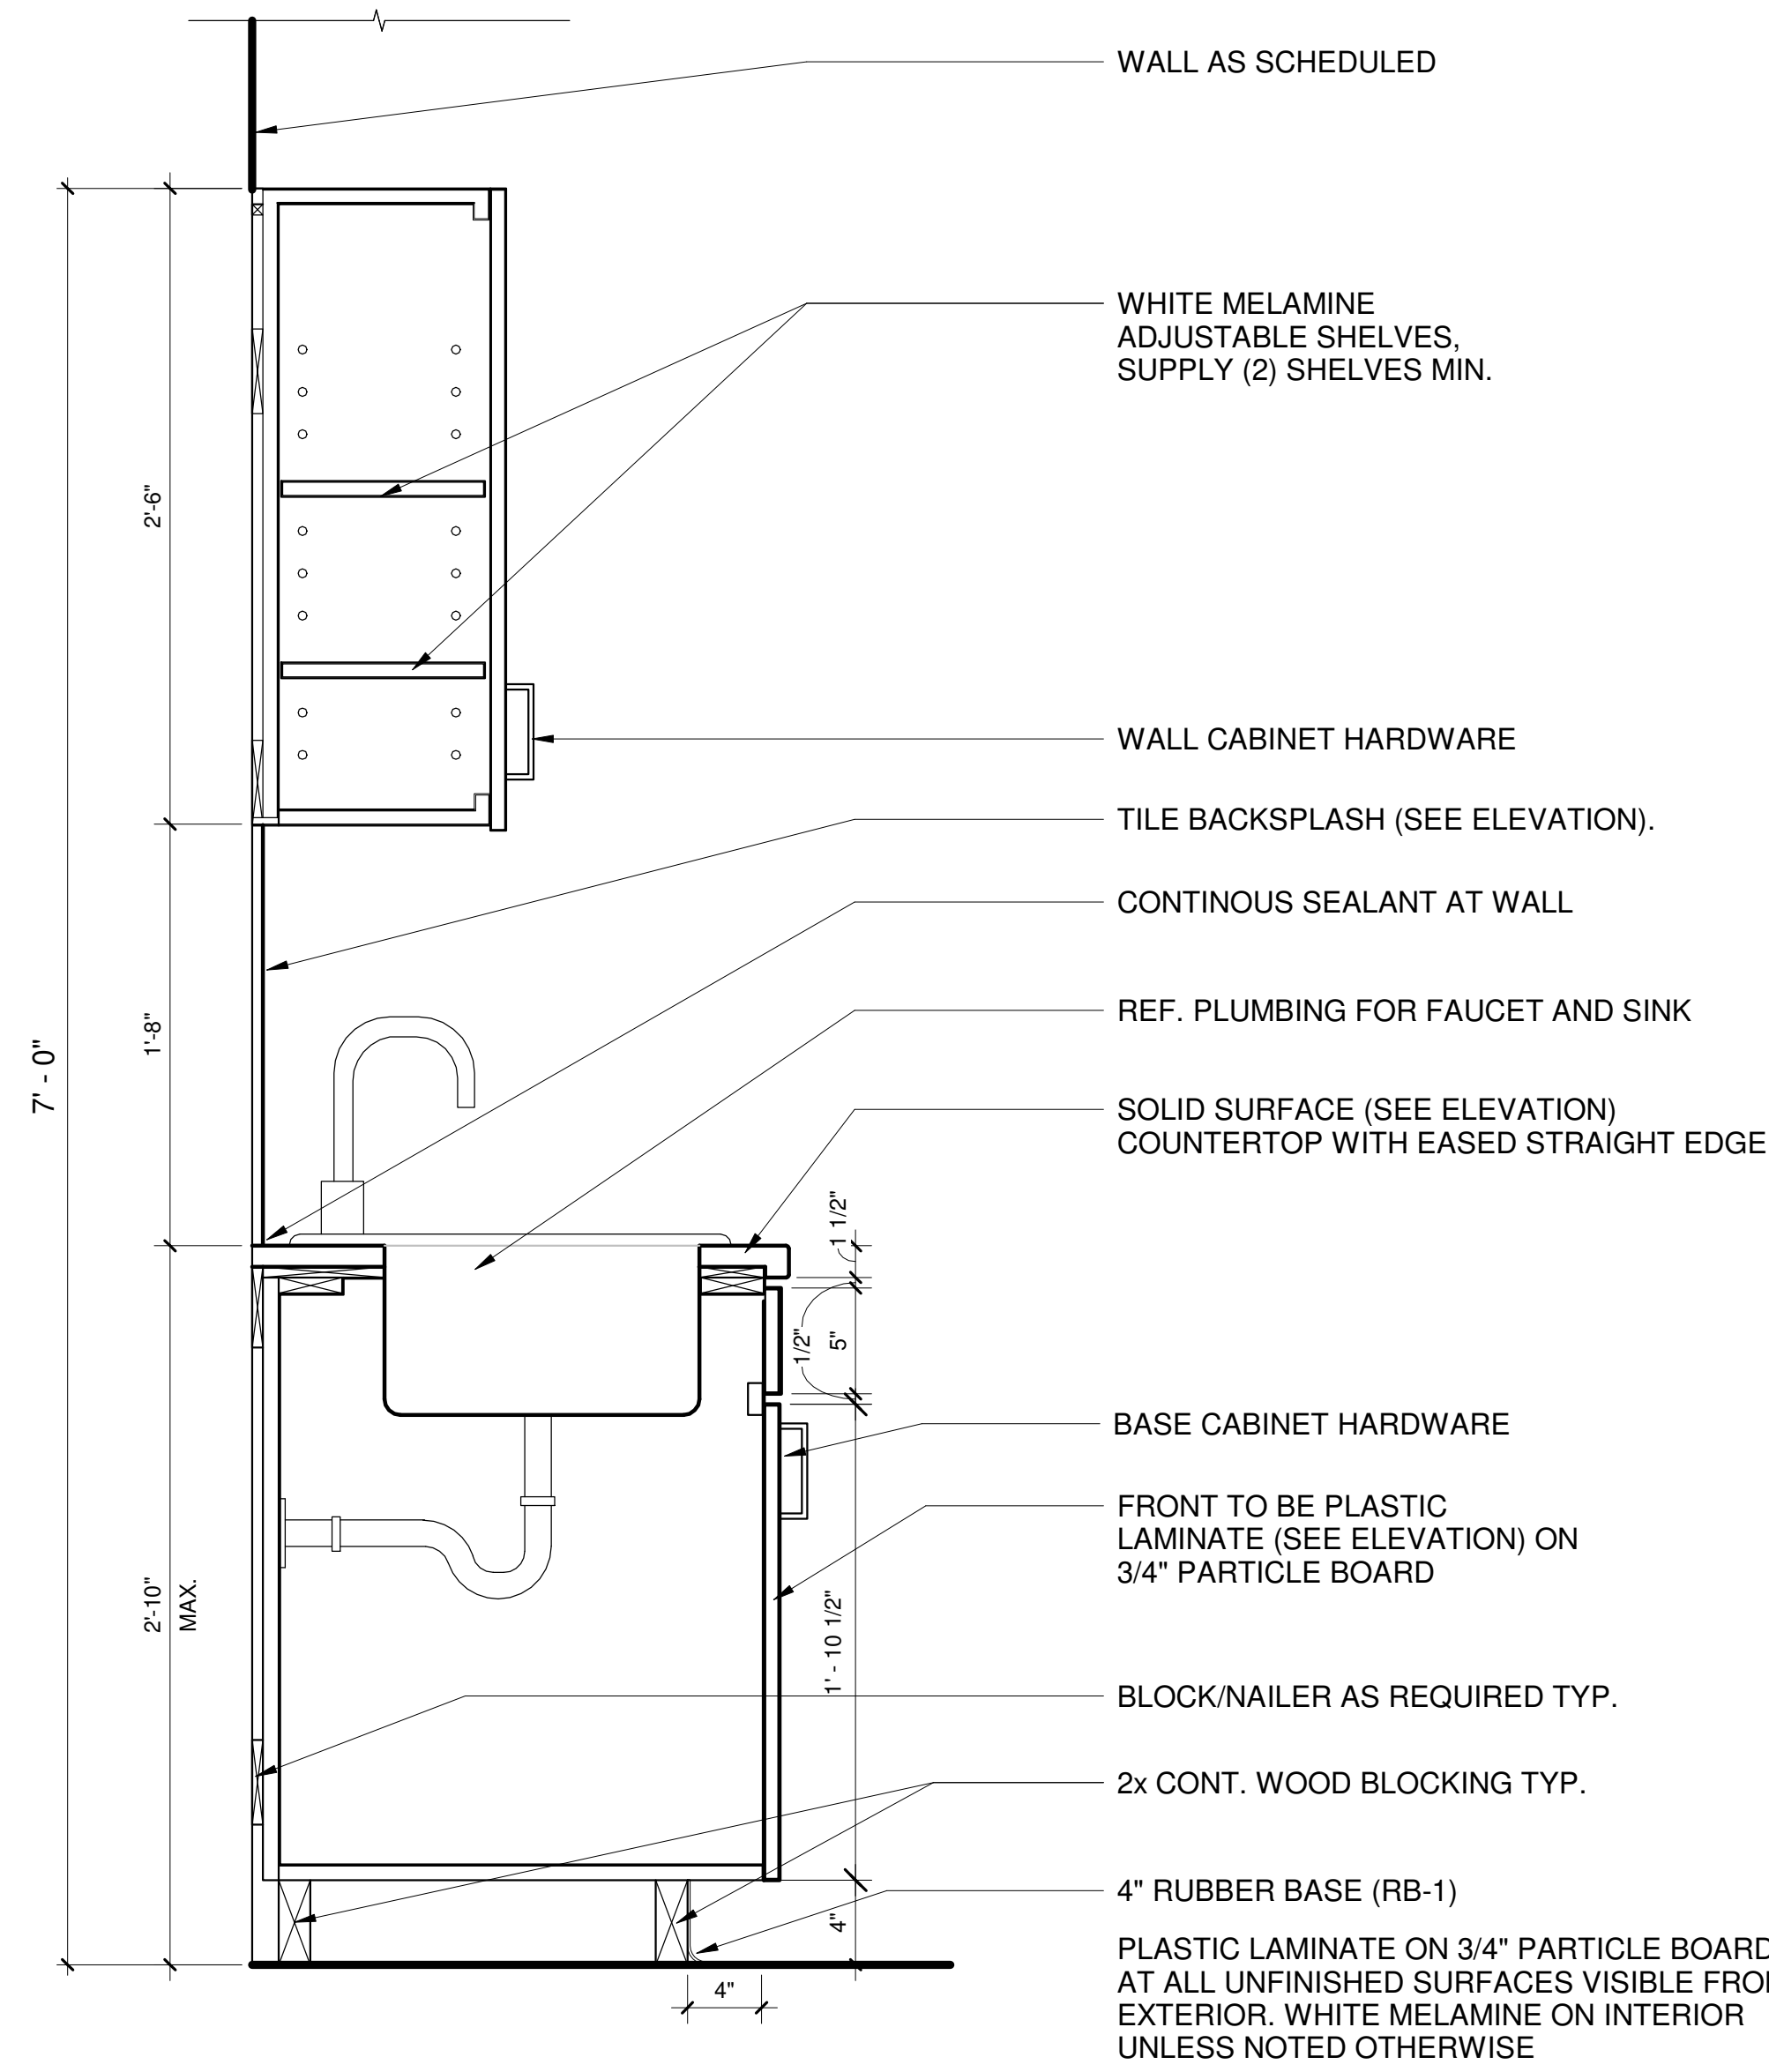 WALL AS SCHEDULED
WHITE MELAMINE
ADJUSTABLE SHELVES,
SUPPLY (2) SHELVES MIN.
2'-6"
WALL CABINET HARDWARE
TILE BACKSPLASH (SEE ELEVATION).
CONTINOUS SEALANT AT WALL
REF. PLUMBING FOR FAUCET AND SINK
1'-8"
7' - 0"
SOLID SURFACE (SEE ELEVATION)
COUNTERTOP WITH EASED STRAIGHT EDGE
1 1/2"
1/2"
5"
BASE CABINET HARDWARE
FRONT TO BE PLASTIC
LAMINATE (SEE ELEVATION) ON
3/4" PARTICLE BOARD
2'-10"
MAX.
1' - 10 1/2"
BLOCK/NAILER AS REQUIRED TYP.
2x CONT. WOOD BLOCKING TYP.
4" RUBBER BASE (RB-1)
4"
4"
PLASTIC LAMINATE ON 3/4" PARTICLE BOARD
AT ALL UNFINISHED SURFACES VISIBLE FROM
EXTERIOR. WHITE MELAMINE ON INTERIOR
UNLESS NOTED OTHERWISE